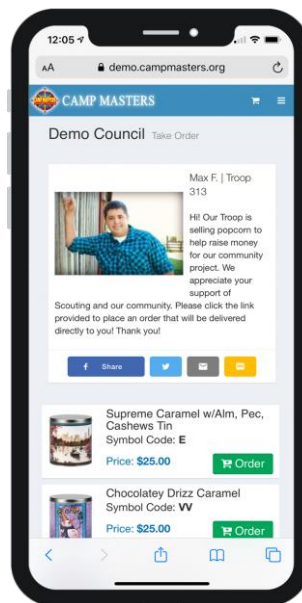 12:05
AA
demo.campmasters.org
CAMP MASTERS
Demo Council Take Order
Max F. | Troop
313
Hi! Our Troop is
selling popcorn to
help raise money
for our community
project. We
appreciate your
support of
Scouting and our community. Please click the link
provided to place an order that will be delivered
directly to you! Thank you!
f Share
Supreme Caramel w/Alm, Pec,
Cashews Tin
Symbol Code: E
Price: $25.00
Order
Chocolatey Drizz Caramel
Symbol Code: VV
Price: $25.00
Order